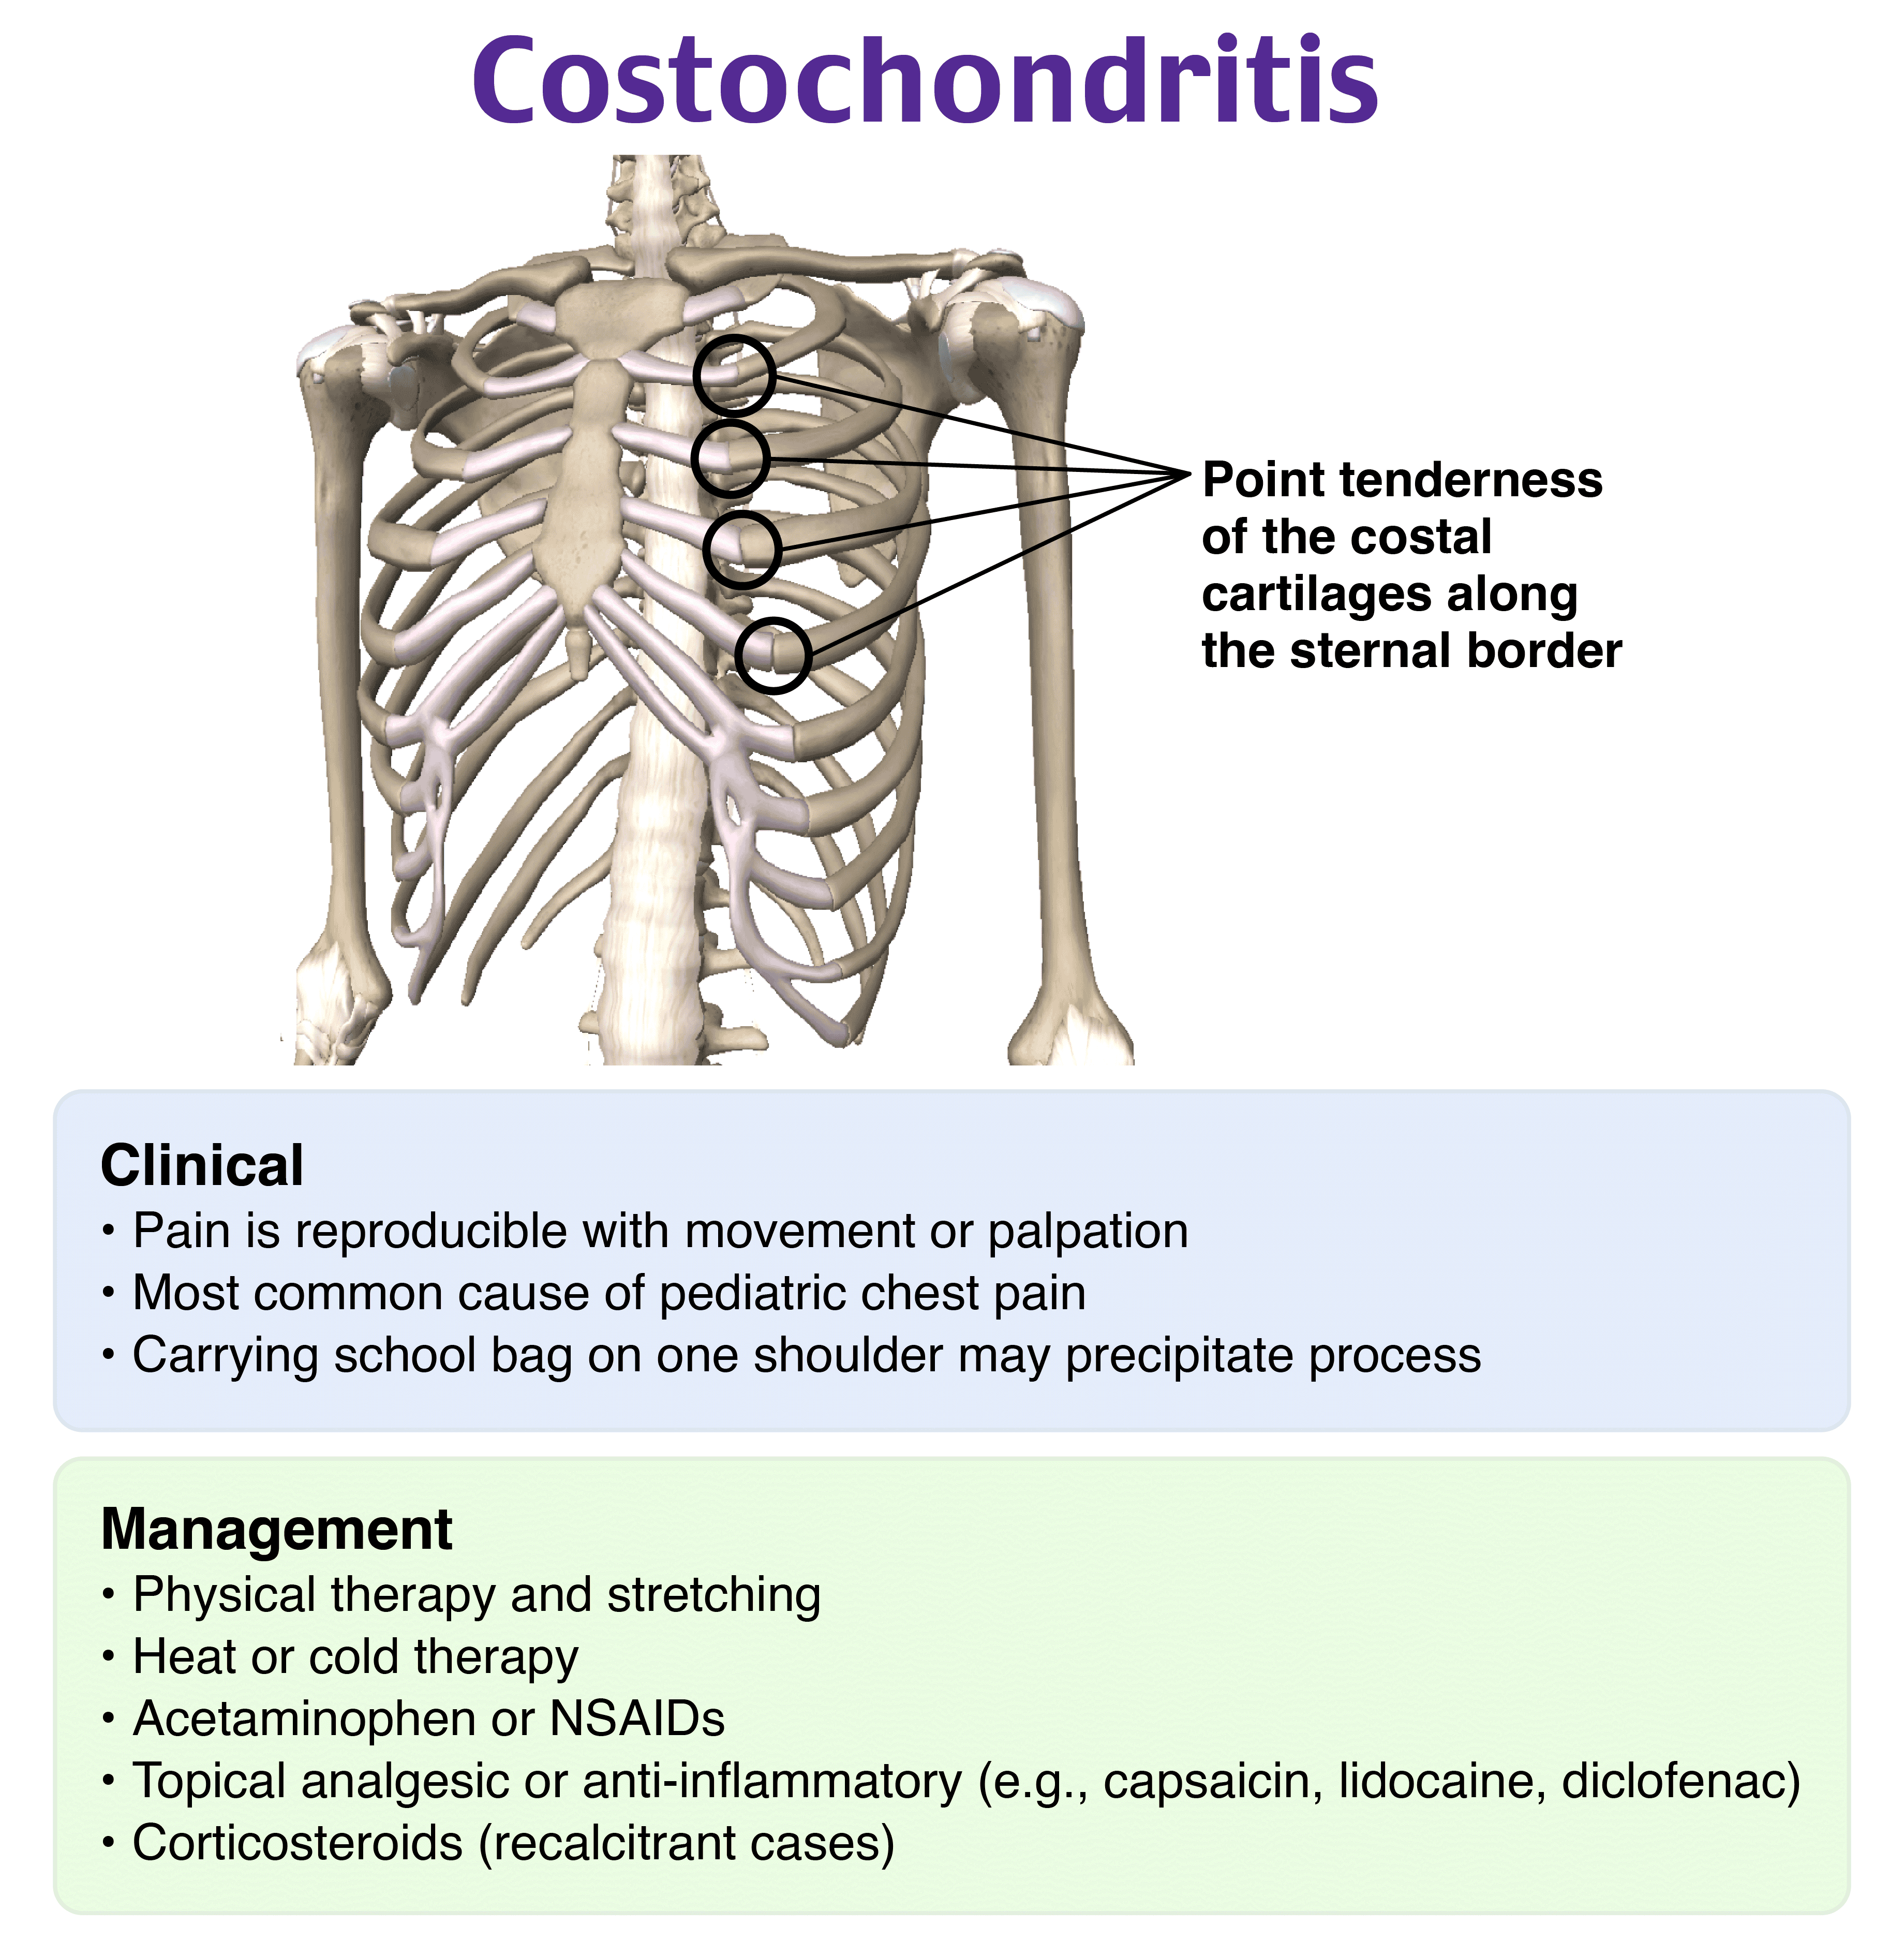 Costochondritis
Point tenderness
of the costal
cartilages along
the sternal border
Clinical
• Pain is reproducible with movement or palpation
• Most common cause of pediatric chest pain
• Carrying school bag on one shoulder may precipitate process
Management
• Physical therapy and stretching
• Heat or cold therapy
• Acetaminophen or NSAIDs
• Topical analgesic or anti-inflammatory (e.g., capsaicin, lidocaine, diclofenac)
• Corticosteroids (recalcitrant cases)